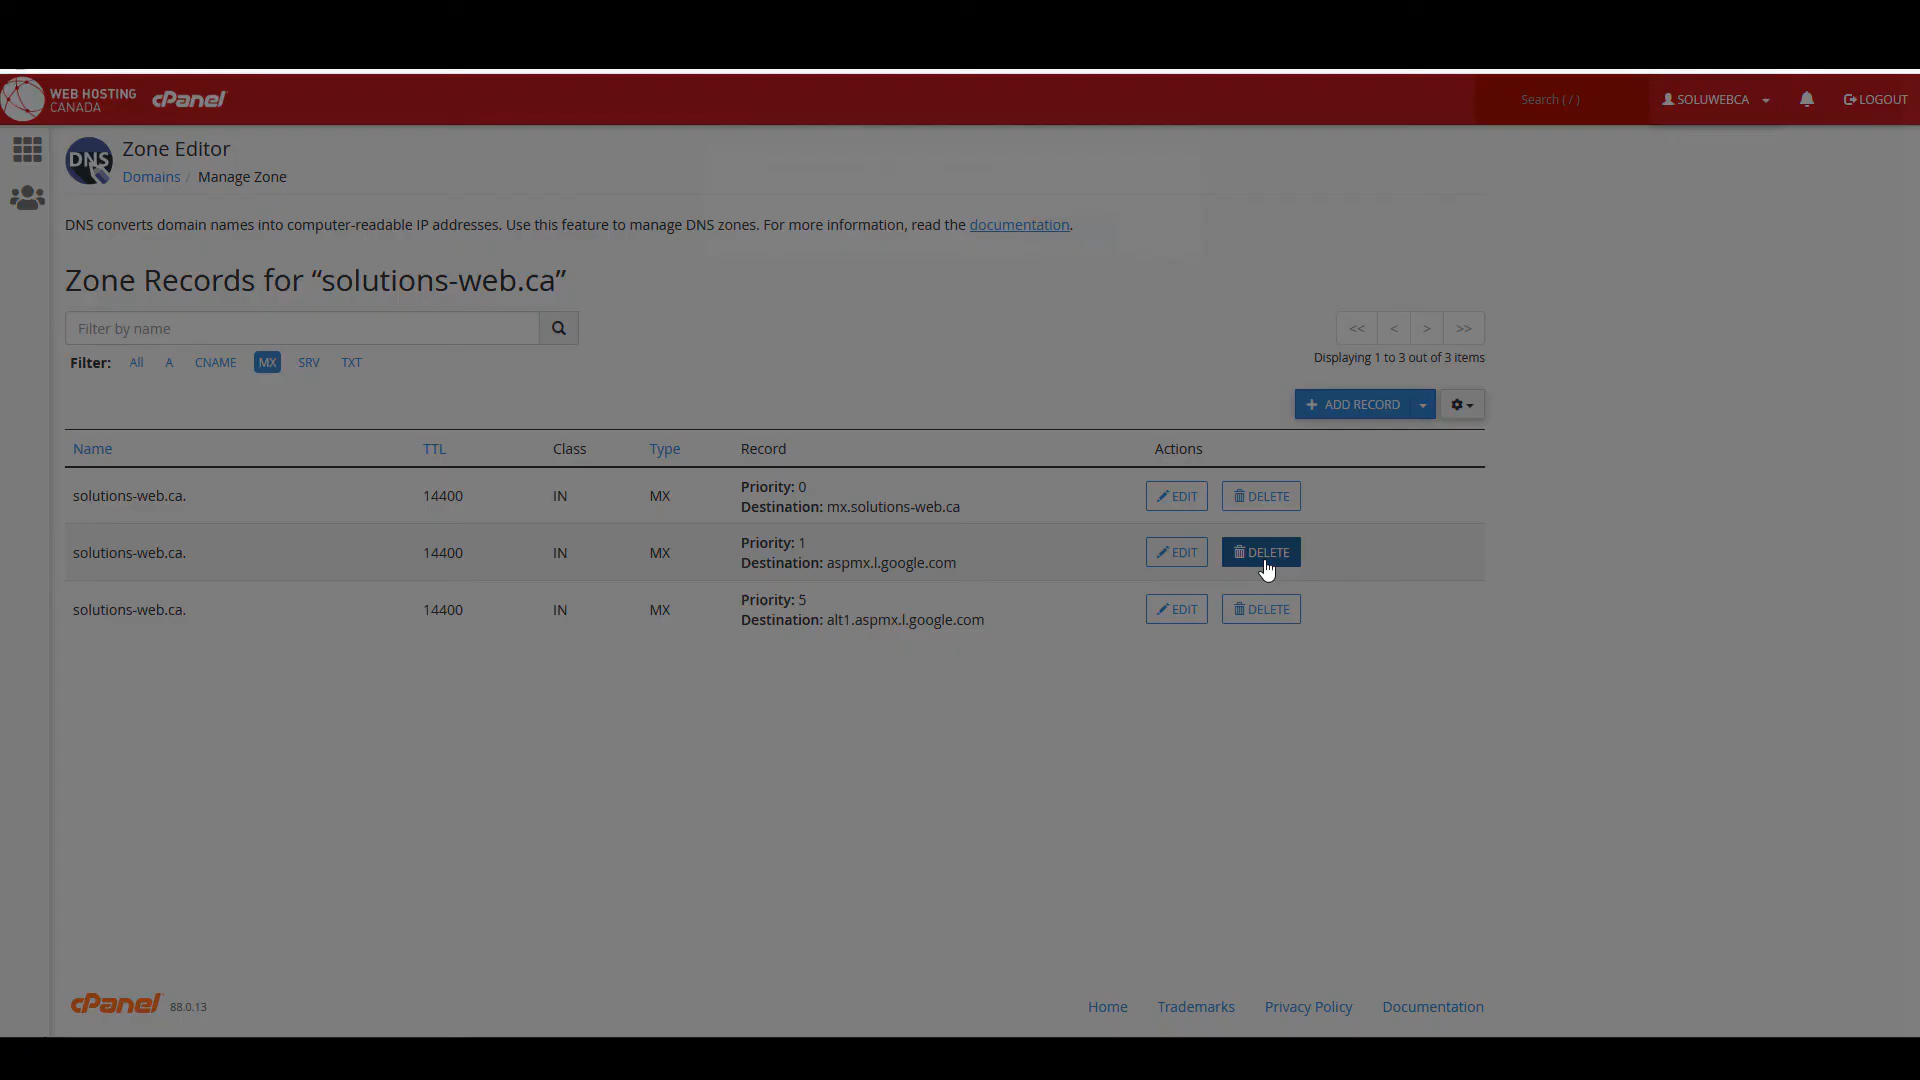 WEB HOSTING
CANADA
cPanel
Search ( / )
SOLUWEBCA
LOGOUT
DNS
Zone Editor
Domains / Manage Zone
DNS converts domain names into computer-readable IP addresses. Use this feature to manage DNS zones. For more information, read the documentation.
Zone Records for “solutions-web.ca”
Filter by name
<< < > >>
Filter: All A CNAME MX SRV TXT
Displaying 1 to 3 out of 3 items
+ ADD RECORD
Name TTL Class Type Record Actions
solutions-web.ca. 14400 IN MX Priority: 0 EDIT DELETE
Destination: mx.solutions-web.ca
solutions-web.ca. 14400 IN MX Priority: 1 EDIT DELETE
Destination: aspmx.l.google.com
solutions-web.ca. 14400 IN MX Priority: 5 EDIT DELETE
Destination: alt1.aspmx.l.google.com
cPanel 88.0.13
Home Trademarks Privacy Policy Documentation